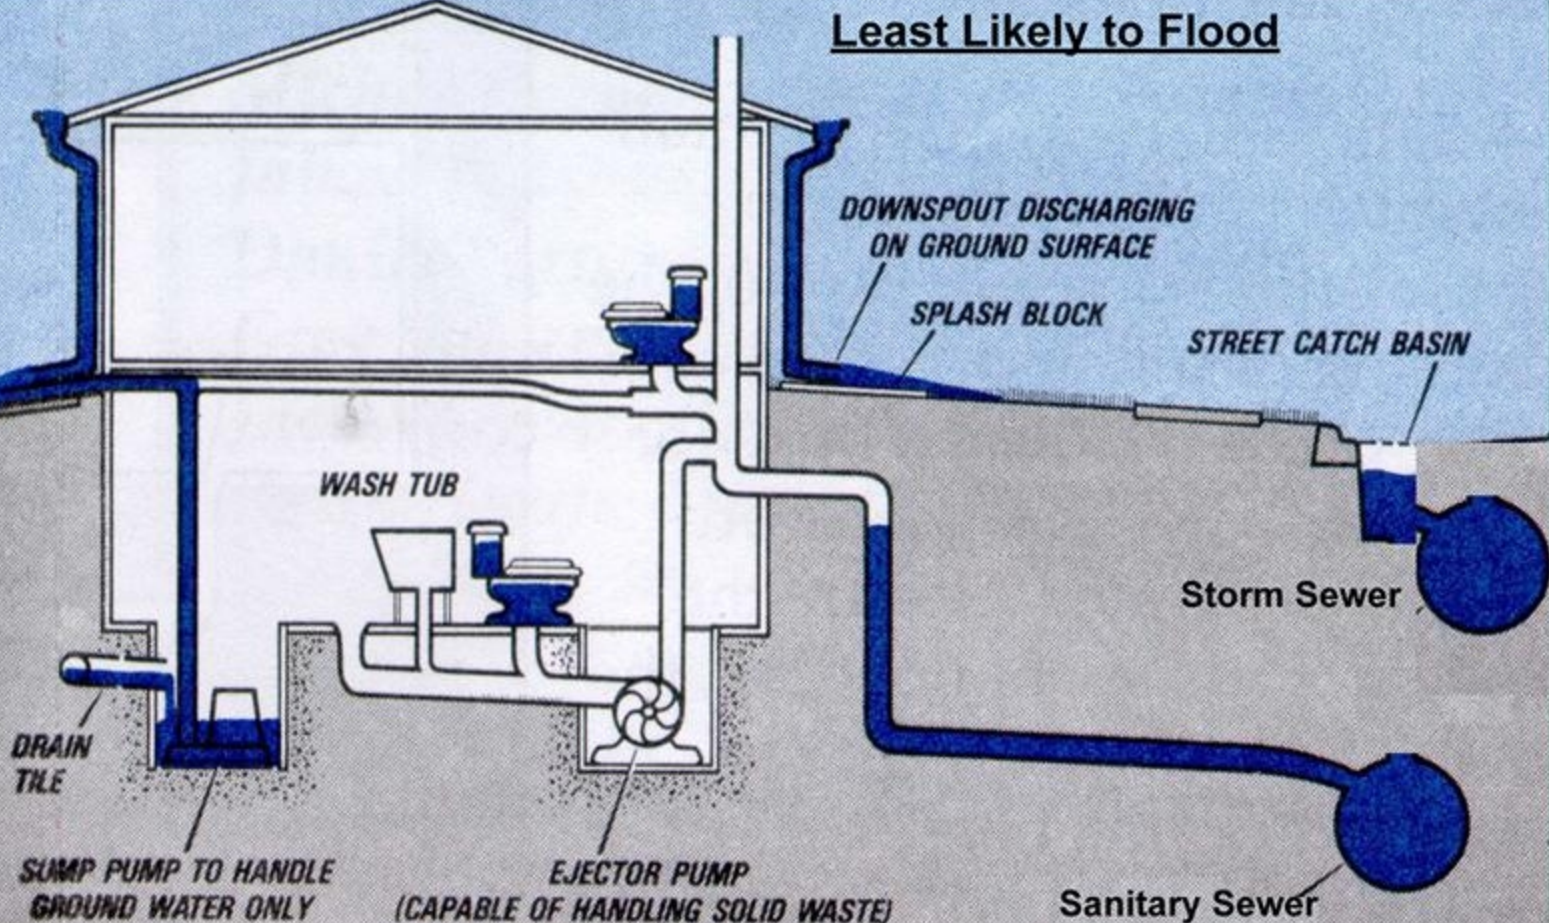 Least Likely to Flood
DOWNSPOUT DISCHARGING
ON GROUND SURFACE
SPLASH BLOCK
STREET CATCH BASIN
WASH TUB
Storm Sewer
DRAIN
TILE
SUMP PUMP TO HANDLE
GROUND WATER ONLY
EJECTOR PUMP
(CAPABLE OF HANDLING SOLID WASTE)
Sanitary Sewer